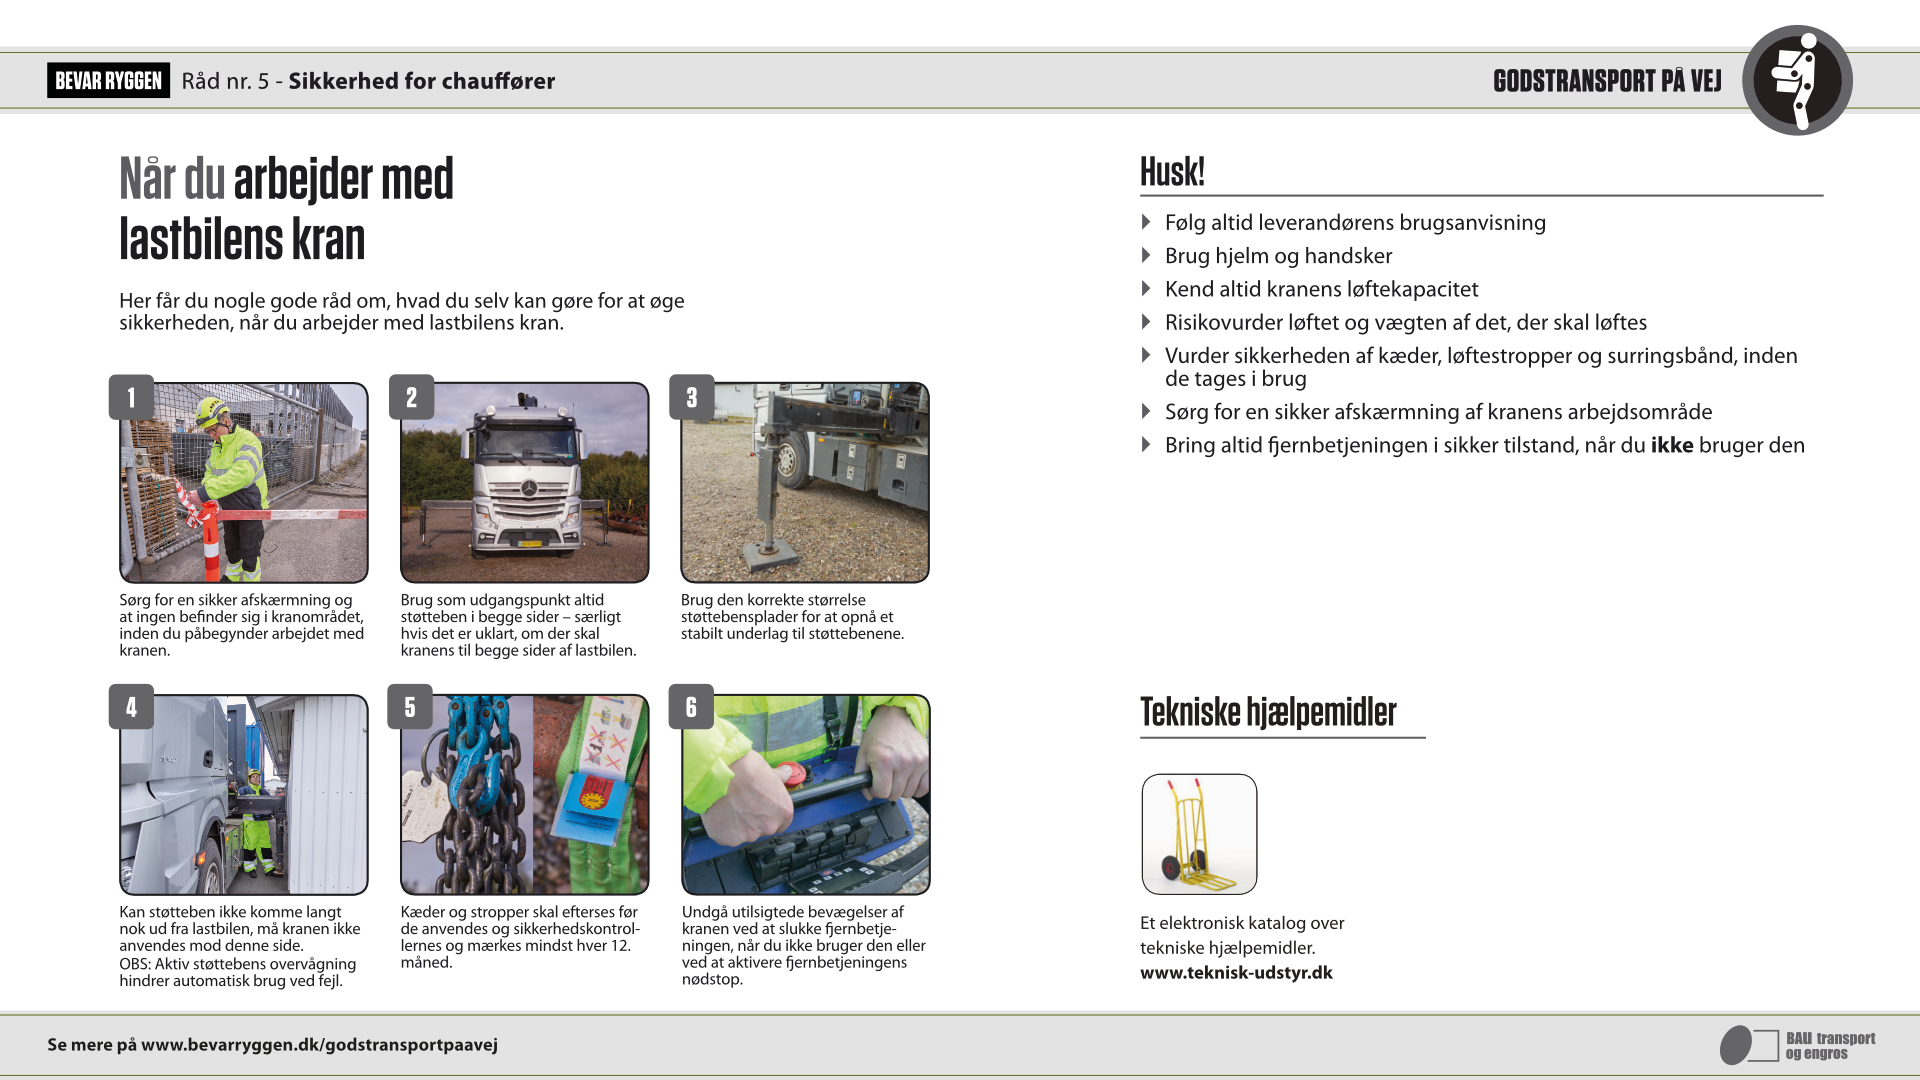 BEVAR RYGGEN Råd nr. 5 - Sikkerhed for chauffører
GODSTRANSPORT PÅ VEJ
Når du arbejder med
lastbilens kran
Her får du nogle gode råd om, hvad du selv kan gøre for at øge
sikkerheden, når du arbejder med lastbilens kran.
1
Sørg for en sikker afskærmning og
at ingen befinder sig i kranområdet,
inden du påbegynder arbejdet med
kranen.
2
Brug som udgangspunkt altid
støtteben i begge sider – særligt
hvis det er uklart, om der skal
kranens til begge sider af lastbilen.
3
Brug den korrekte størrelse
støttebensplader for at opnå et
stabilt underlag til støttebenene.
4
Kan støtteben ikke komme langt
nok ud fra lastbilen, må kranen ikke
anvendes mod denne side.
OBS: Aktiv støttebens overvågning
hindrer automatisk brug ved fejl.
5
Kæder og stropper skal efterses før
de anvendes og sikkerhedskontrol-
lernes og mærkes mindst hver 12.
måned.
6
Undgå utilsigtede bevægelser af
kranen ved at slukke fjernbetje-
ningen, når du ikke bruger den eller
ved at aktivere fjernbetjeningens
nødstop.
Husk!
Følg altid leverandørens brugsanvisning
Brug hjelm og handsker
Kend altid kranens løftekapacitet
Risikovurder løftet og vægten af det, der skal løftes
Vurder sikkerheden af kæder, løftestropper og surringsbånd, inden
de tages i brug
Sørg for en sikker afskærmning af kranens arbejdsområde
Bring altid fjernbetjeningen i sikker tilstand, når du ikke bruger den
Tekniske hjælpemidler
Et elektronisk katalog over
tekniske hjælpemidler.
www.teknisk-udstyr.dk
Se mere på www.bevarryggen.dk/godstransportpaavej
BAU transport
og engros